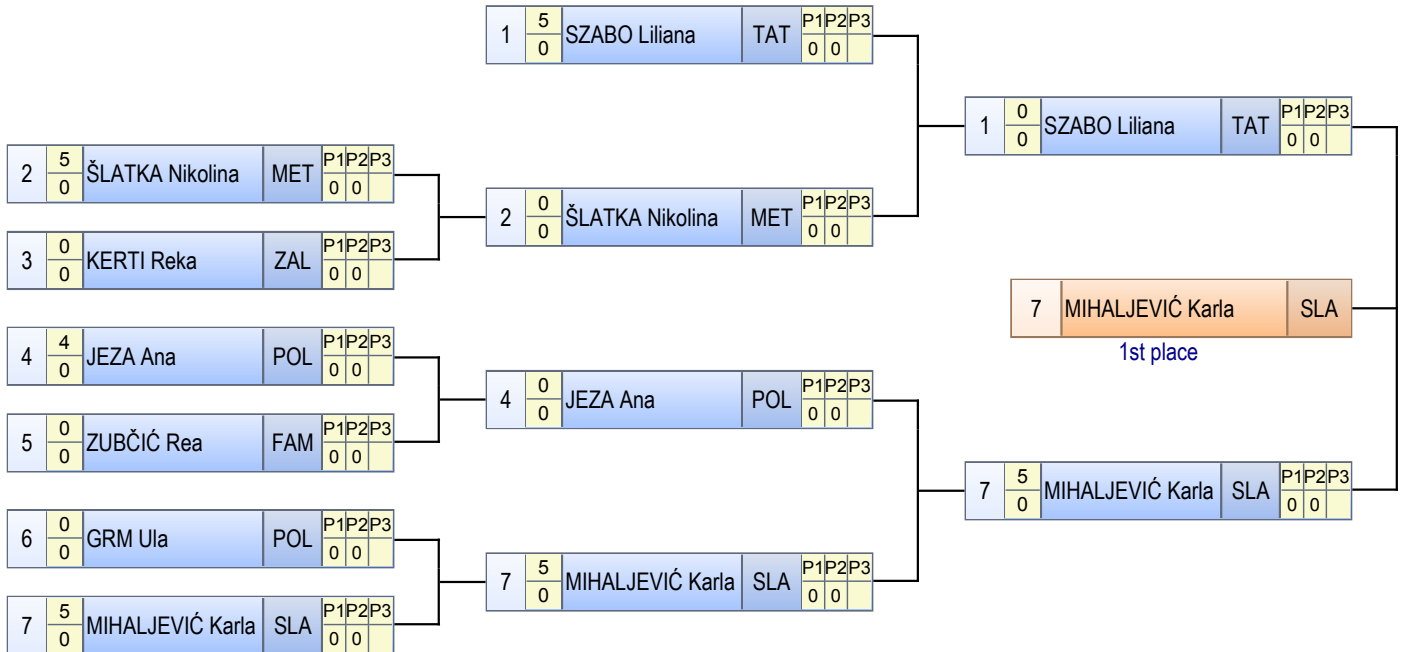 1 5 0 SZABO Liliana TAT P1 P2 P3 0 0
1 0 0 SZABO Liliana TAT P1 P2 P3 0 0
2 5 0 ŠLATKA Nikolina MET P1 P2 P3 0 0
2 0 0 ŠLATKA Nikolina MET P1 P2 P3 0 0
3 0 0 KERTI Reka ZAL P1 P2 P3 0 0
7 MIHALJEVIĆ Karla SLA
1st place
4 4 0 JEZA Ana POL P1 P2 P3 0 0
4 0 0 JEZA Ana POL P1 P2 P3 0 0
5 0 0 ZUBČIĆ Rea FAM P1 P2 P3 0 0
7 5 0 MIHALJEVIĆ Karla SLA P1 P2 P3 0 0
6 0 0 GRM Ula POL P1 P2 P3 0 0
7 5 0 MIHALJEVIĆ Karla SLA P1 P2 P3 0 0
7 5 0 MIHALJEVIĆ Karla SLA P1 P2 P3 0 0